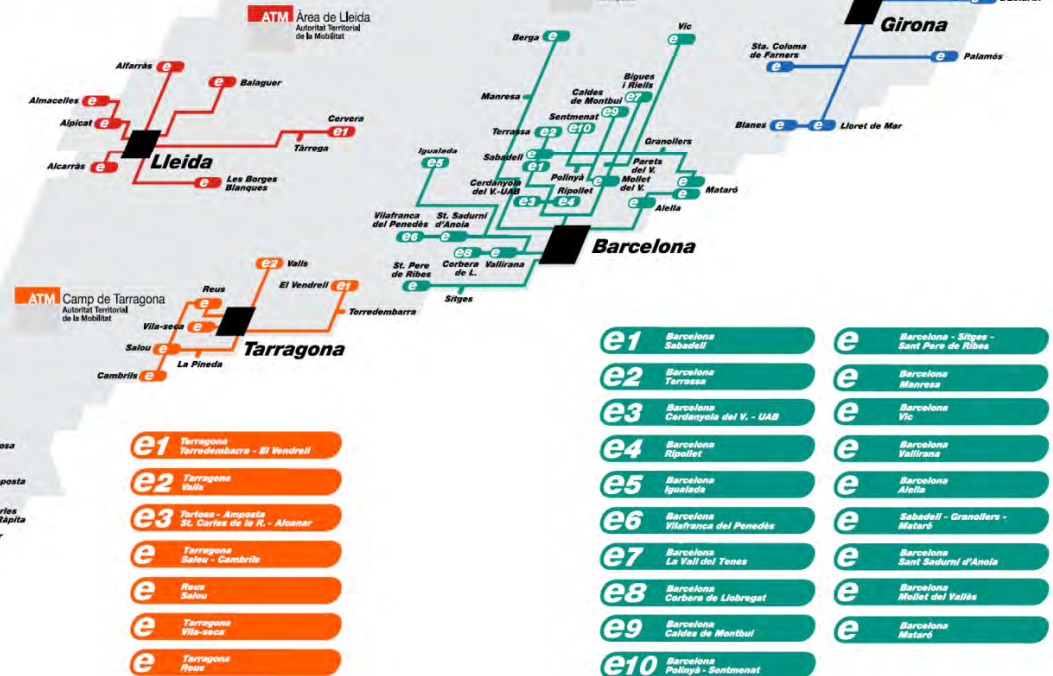 ATM Àrea de Lleida
Autoritat Territorial
de la Mobilitat
Alfarràs
e
Balaguer
e
Almacelles
e
Alpicat
e
Alcarràs
e
Lleida
Cervera
e1
Tàrrega
e
Les Borges
Blanques
Berga
e
Vic
e
Manresa
Bigues
i Riells
e7
Caldes
de Montbui
e9
Sentmenat
e10
Terrassa
e2
Granollers
Igualada
e5
Sabadell
e
e1
Polinyà
Parets
del V.
Cerdanyola
del V.-UAB
Ripollet
e3
e4
e
Mollet
del V.
e
e
Mataró
e
Alella
Vilafranca
del Penedès
e6
St. Sadurní
d'Anoia
e
Barcelona
e8
Corbera
de L.
e
Vallirana
St. Pere
de Ribes
e
Sitges
Girona
e
Sta. Coloma
de Farners
e
e
Palamós
Blanes
e
e
Lloret de Mar
ATM Camp de Tarragona
Autoritat Territorial
de la Mobilitat
e2
Valls
Reus
e
El Vendrell
e1
Torredembarra
Vila-seca
e
Salou
e
La Pineda
Cambrils
e
Tarragona
osa
posta
rles
Ràpita
e1 Tarragona
Torredembarra - El Vendrell
e2 Tarragona
Valls
e3 Tortosa - Amposta
St. Carles de la R. - Alcanar
e Tarragona
Salou - Cambrils
e Reus
Salou
e Tarragona
Vila-seca
e Tarragona
Reus
e1 Barcelona
Sabadell
e2 Barcelona
Terrassa
e3 Barcelona
Cerdanyola del V. - UAB
e4 Barcelona
Ripollet
e5 Barcelona
Igualada
e6 Barcelona
Vilafranca del Penedès
e7 Barcelona
La Vall del Tenes
e8 Barcelona
Corbera de Llobregat
e9 Barcelona
Caldes de Montbui
e10 Barcelona
Polinyà - Sentmenat
e Barcelona - Sitges -
Sant Pere de Ribes
e Barcelona
Manresa
e Barcelona
Vic
e Barcelona
Vallirana
e Barcelona
Alella
e Sabadell - Granollers -
Mataró
e Barcelona
Sant Sadurní d'Anoia
e Barcelona
Mollet del Vallès
e Barcelona
Mataró